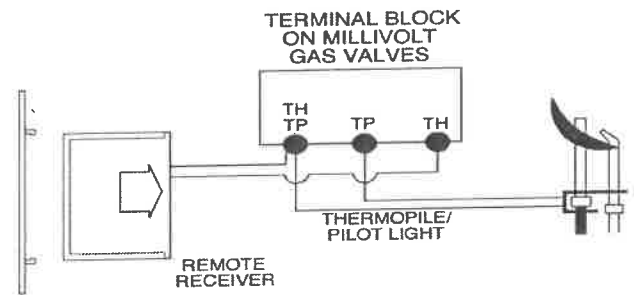 TERMINAL BLOCK
ON MILLIVOLT
GAS VALVES
TH
TP
TP
TH
THERMOPILE/
PILOT LIGHT
REMOTE
RECEIVER